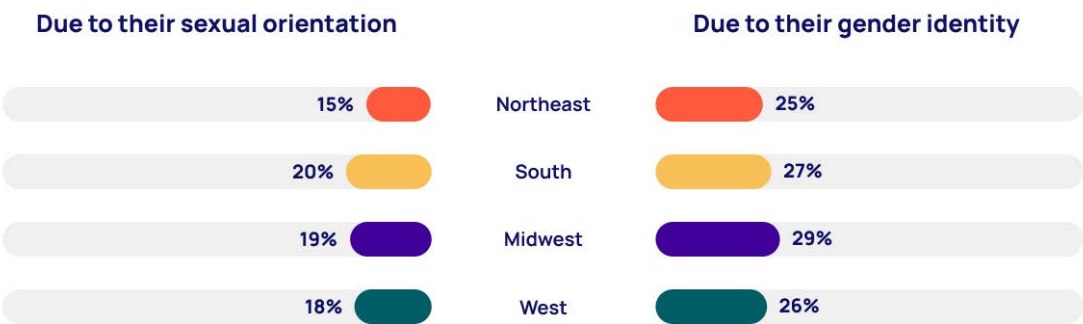 Due to their sexual orientation Due to their gender identity
15% Northeast 25%
20% South 27%
19% Midwest 29%
18% West 26%